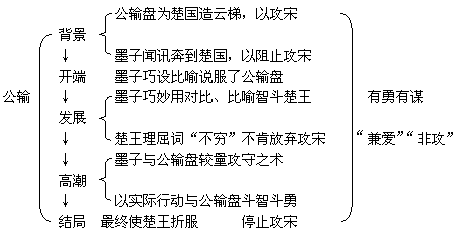 公输盘为楚国造云梯，以攻宋
背景
墨子闻讯奔到楚国，以阻止攻宋
↓
开端 墨子巧设比喻说服了公输盘
公输 ↓ 墨子巧妙用对比、比喻智斗楚王 有勇有谋
发展
↓ 楚王理屈词“不穷”不肯放弃攻宋 “兼爱”“非攻”
墨子与公输盘较量攻守之术
高潮
↓ 以实际行动与公输盘斗智斗勇
结局 最终使楚王折服 停止攻宋